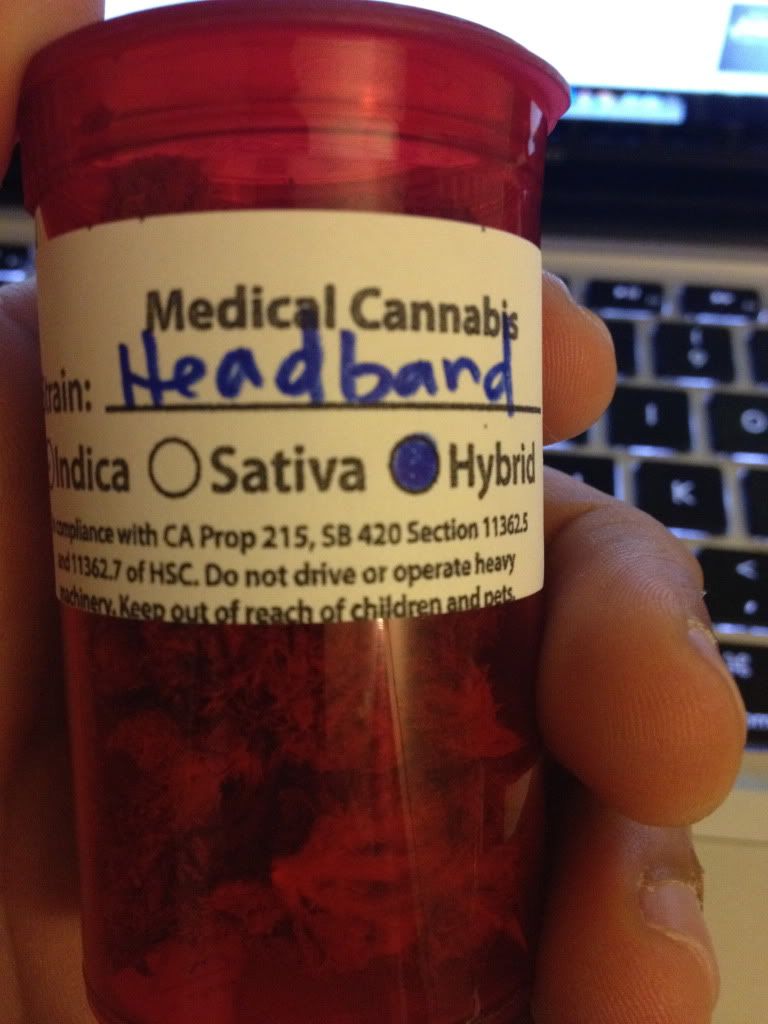 Medical Cannabis
train: Headband
Indica Sativa Hybrid
compliance with CA Prop 215, SB 420 Section 11362.5
and 11362.7 of HSC. Do not drive or operate heavy
machinery. Keep out of reach of children and pets.
I
O
K
<
,